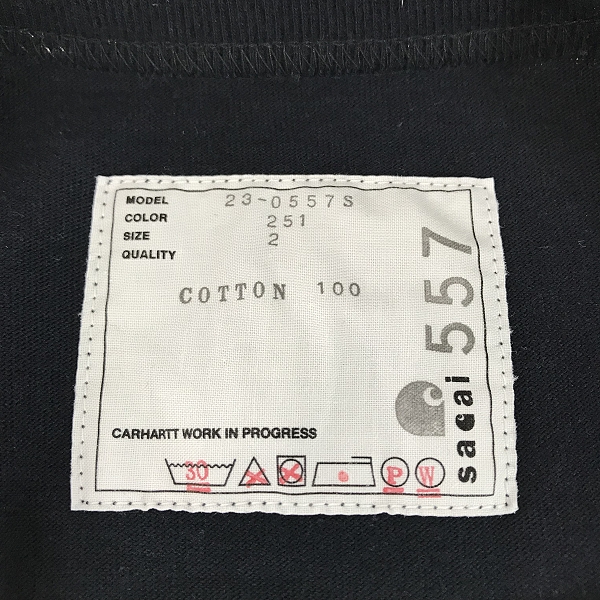 MODEL 23-0557S
COLOR 251
SIZE 2
QUALITY
COTTON 100
CARHARTT WORK IN PROGRESS
30 P W
557
sacai